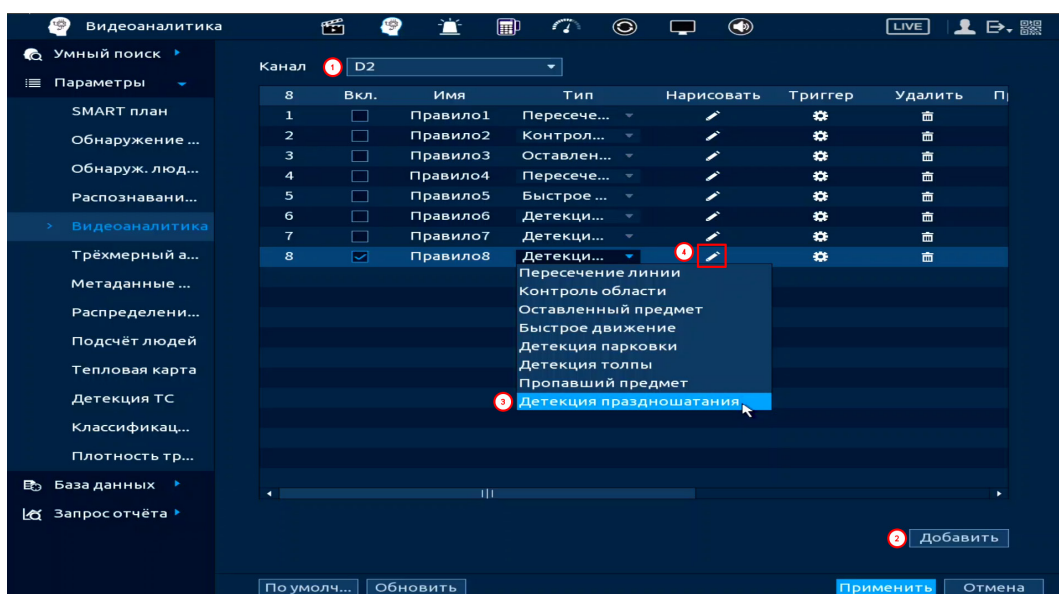 Видеоаналитика LIVE
Умный поиск
Параметры
SMART план
Обнаружение ...
Обнаруж. люд...
Распознавани...
Видеоаналитика
Трёхмерный а...
Метаданные ...
Распределени...
Подсчёт людей
Тепловая карта
Детекция ТС
Классификац...
Плотность тр...
База данных
Запрос отчёта
Канал 1 D2
8 Вкл. Имя Тип Нарисовать Триггер Удалить
1 Правило1 Пересече...
2 Правило2 Контрол...
3 Правило3 Оставлен...
4 Правило4 Пересече...
5 Правило5 Быстрое ...
6 Правило6 Детекци...
7 Правило7 Детекци...
8 Правило8 Детекци... 4
Пересечение линии
Контроль области
Оставленный предмет
Быстрое движение
Детекция парковки
Детекция толпы
Пропавший предмет
3 Детекция праздношатания
2 Добавить
По умолч... Обновить Применить Отмена